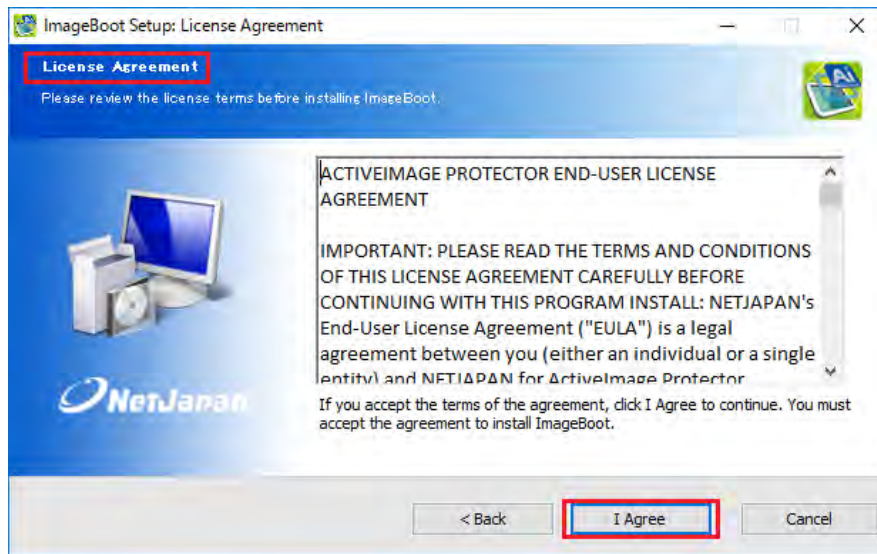 ImageBoot Setup: License Agreement
License Agreement
Please review the license terms before installing ImageBoot.
Ai
ACTIVEIMAGE PROTECTOR END-USER LICENSE
AGREEMENT
IMPORTANT: PLEASE READ THE TERMS AND CONDITIONS
OF THIS LICENSE AGREEMENT CAREFULLY BEFORE
CONTINUING WITH THIS PROGRAM INSTALL: NETJAPAN's
End-User License Agreement ("EULA") is a legal
agreement between you (either an individual or a single
entity) and NETJAPAN for ActiveImage Protector
NetJapan
If you accept the terms of the agreement, click I Agree to continue. You must
accept the agreement to install ImageBoot.
< Back
I Agree
Cancel